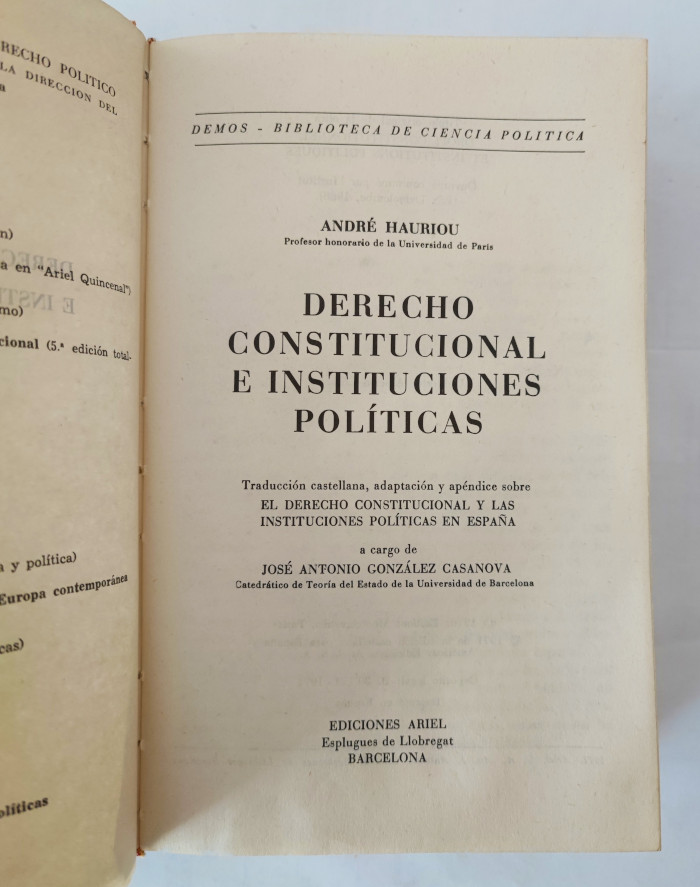 RECHO POLITICO
LA DIRECCION DEL
a
n)
a en "Ariel Quincenal")
mo)
cional (5.ª edición total-
a y política)
Europa contemporánea
cas)
olíticas
DEMOS - BIBLIOTECA DE CIENCIA POLITICA
ANDRÉ HAURIOU
Profesor honorario de la Universidad de París
DERECHO
CONSTITUCIONAL
E INSTITUCIONES
POLÍTICAS
Traducción castellana, adaptación y apéndice sobre
EL DERECHO CONSTITUCIONAL Y LAS
INSTITUCIONES POLÍTICAS EN ESPAÑA
a cargo de
JOSÉ ANTONIO GONZÁLEZ CASANOVA
Catedrático de Teoría del Estado de la Universidad de Barcelona
EDICIONES ARIEL
Esplugues de Llobregat
BARCELONA